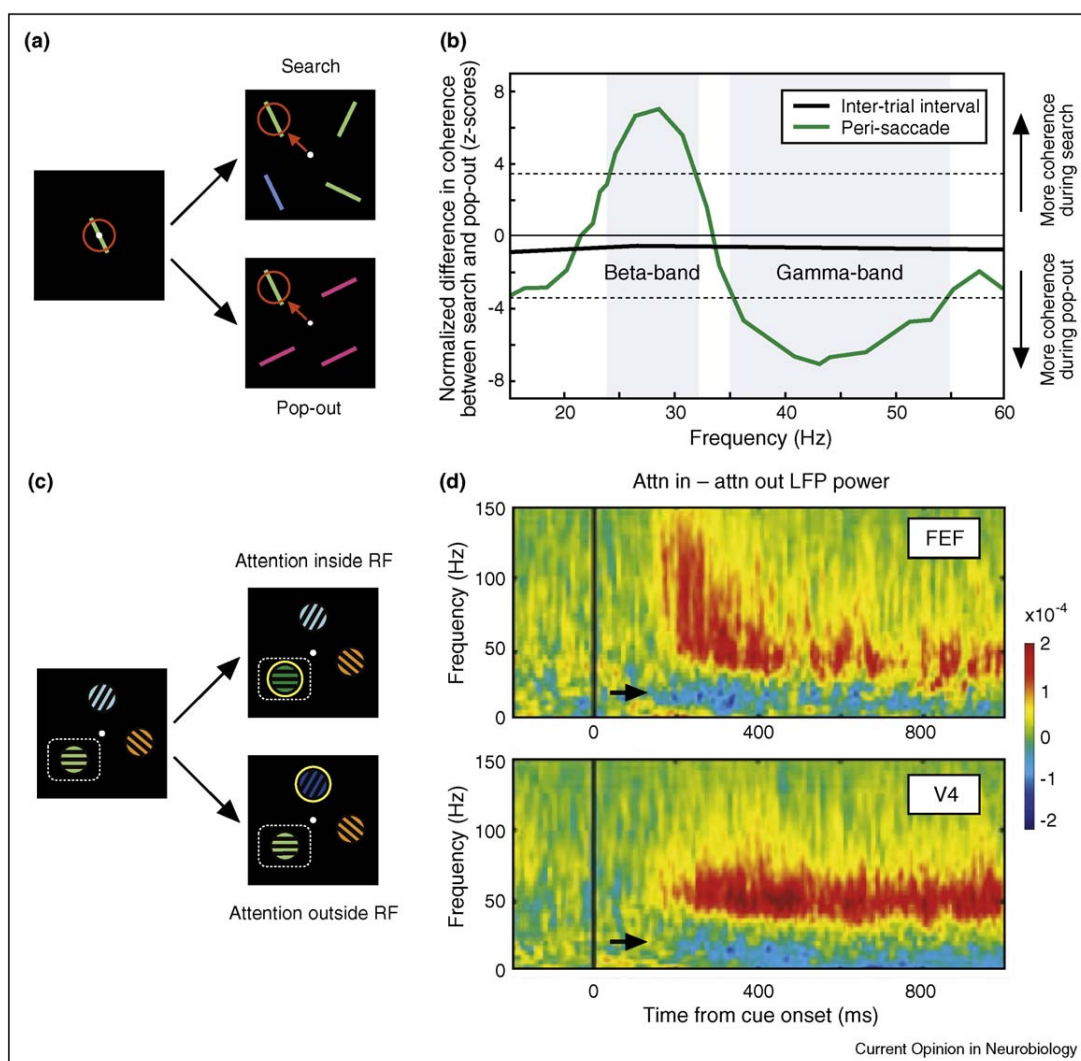 (a)
Search
Pop-out
(b)
Normalized difference in coherence
between search and pop-out (z-scores)
8
4
0
-4
-8
Inter-trial interval
Peri-saccade
Beta-band
Gamma-band
20
30
40
50
60
Frequency (Hz)
More coherence
during search
More coherence
during pop-out
(c)
Attention inside RF
Attention outside RF
(d)
Attn in – attn out LFP power
Frequency (Hz)
150
100
50
0
FEF
0
400
800
x10⁻⁴
2
1
0
-1
-2
Frequency (Hz)
150
100
50
0
V4
0
400
800
Time from cue onset (ms)
Current Opinion in Neurobiology